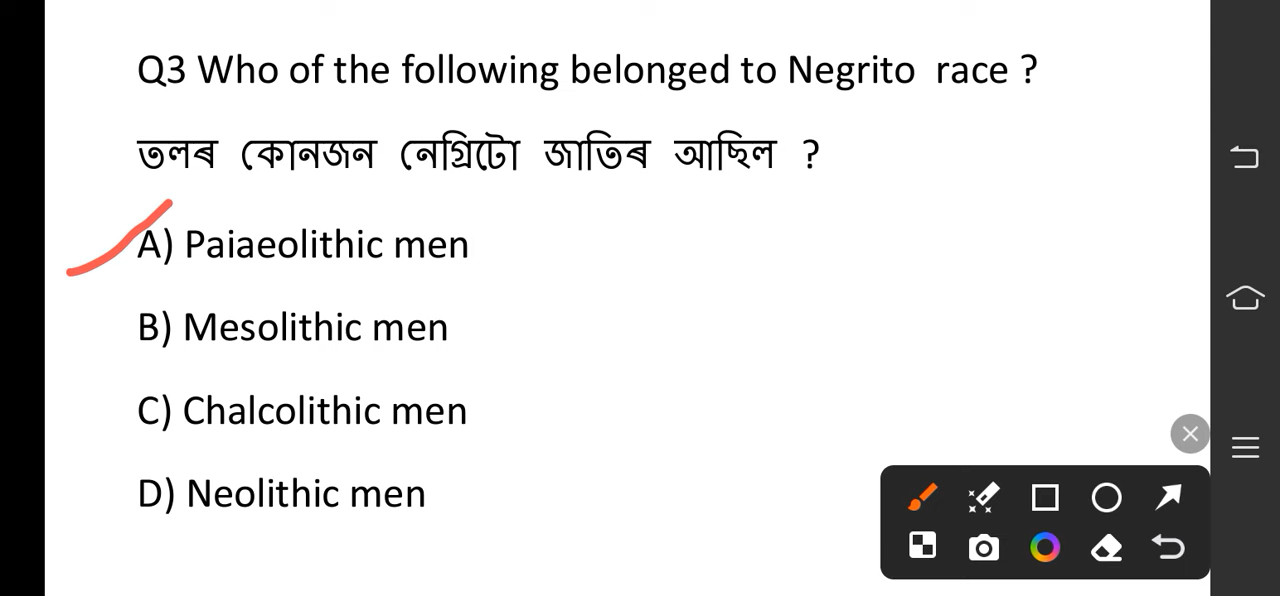 Q3 Who of the following belonged to Negrito race ?
তলৰ কোনজন নেগ্ৰিটো জাতিৰ আছিল ?
A) Paiaeolithic men
B) Mesolithic men
C) Chalcolithic men
D) Neolithic men